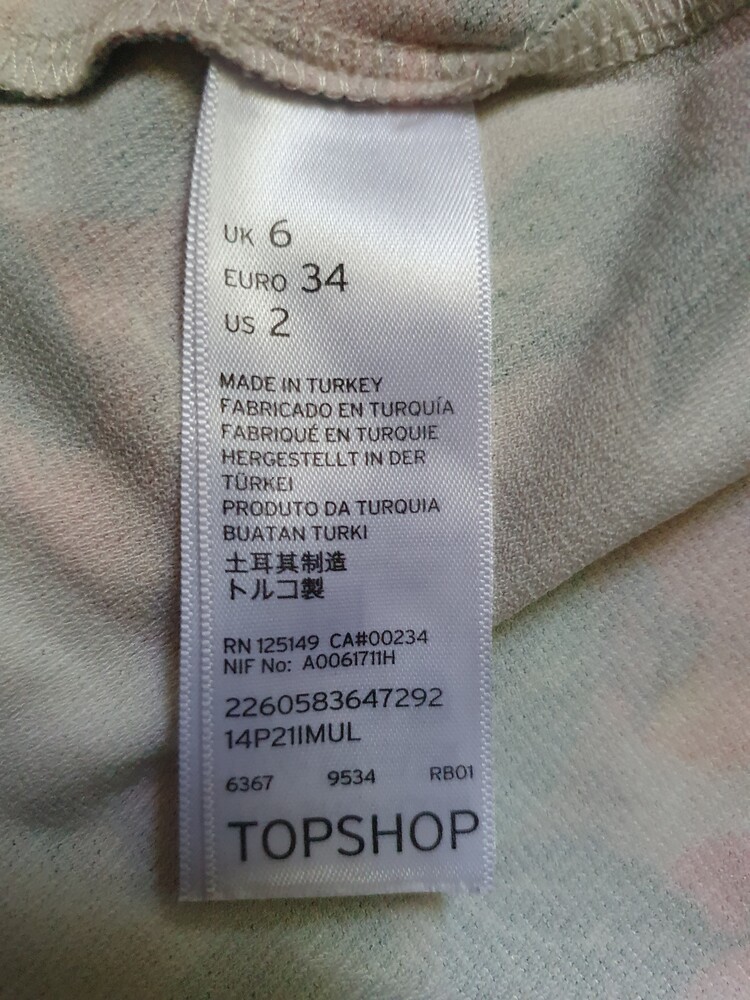 UK 6
EURO 34
US 2
MADE IN TURKEY
FABRICADO EN TURQUÍA
FABRIQUÉ EN TURQUIE
HERGESTELLT IN DER
TÜRKEI
PRODUTO DA TURQUIA
BUATAN TURKI
土耳其制造
トルコ製
RN 125149 CA#00234
NIF No: A0061711H
2260583647292
14P21IMUL
6367 9534 RB01
TOPSHOP